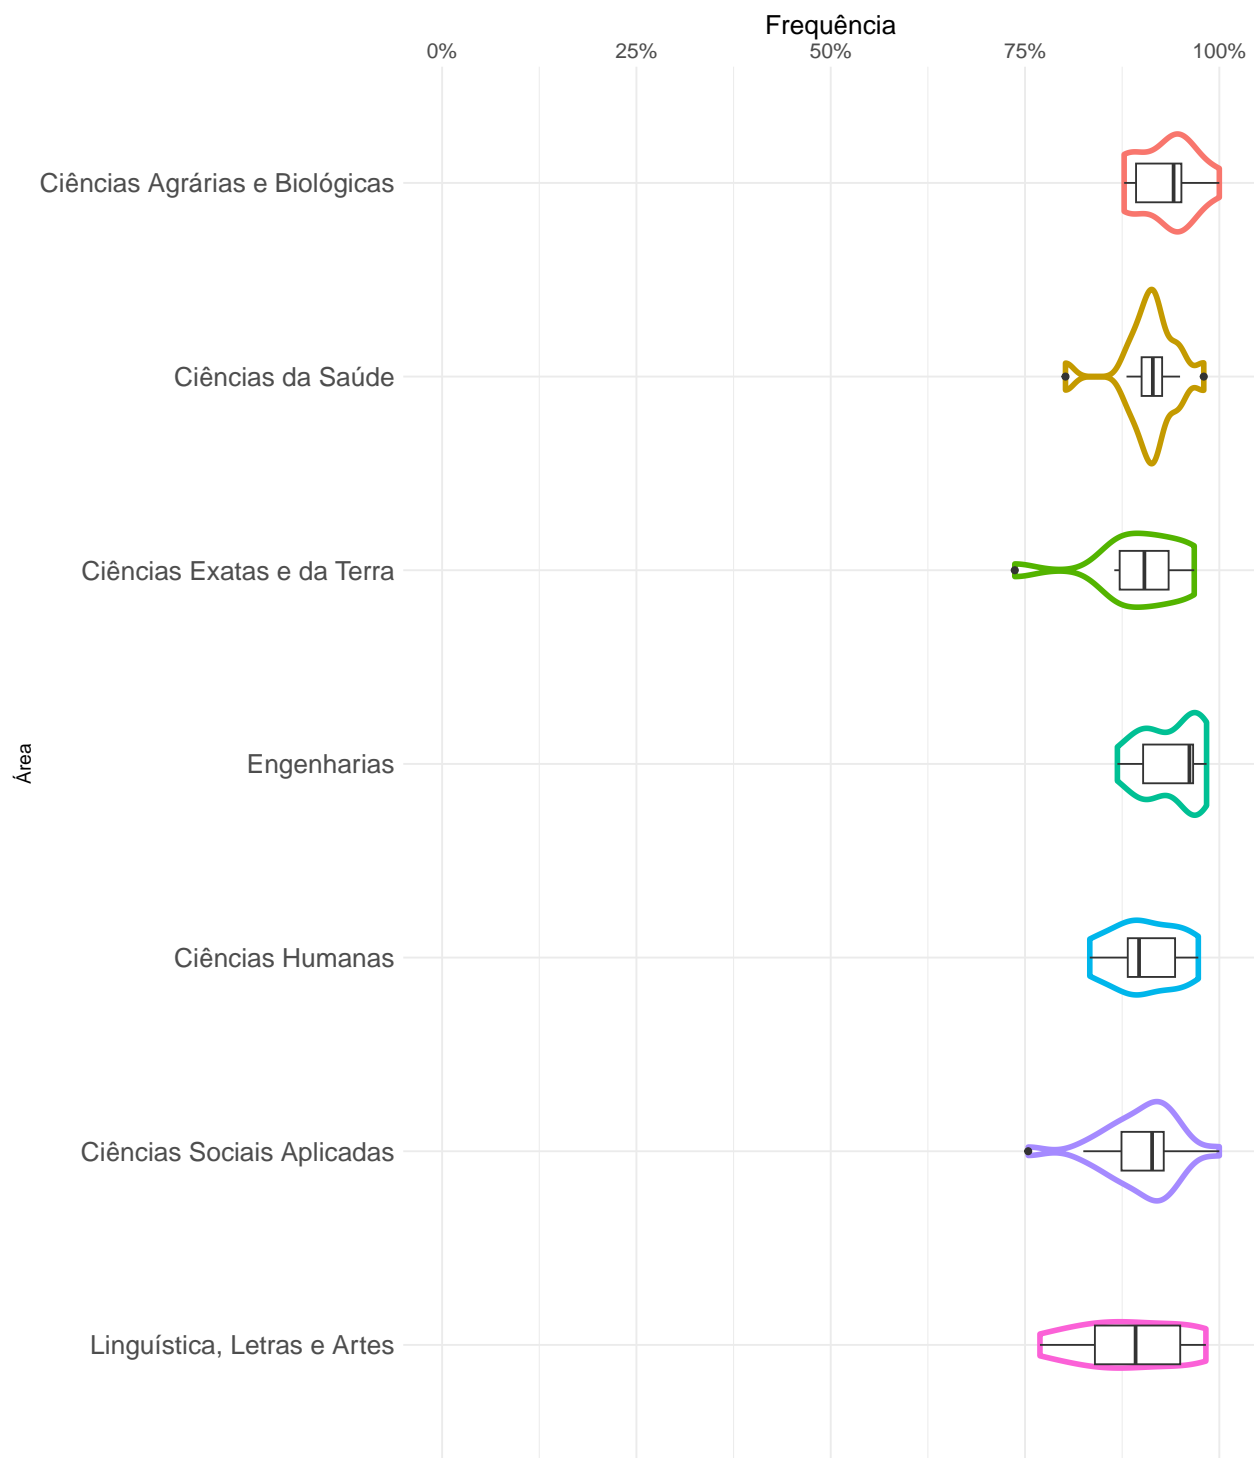 Frequência
0% 25% 50% 75% 100%
Ciências Agrárias e Biológicas
Ciências da Saúde
Ciências Exatas e da Terra
Área
Engenharias
Ciências Humanas
Ciências Sociais Aplicadas
Linguística, Letras e Artes